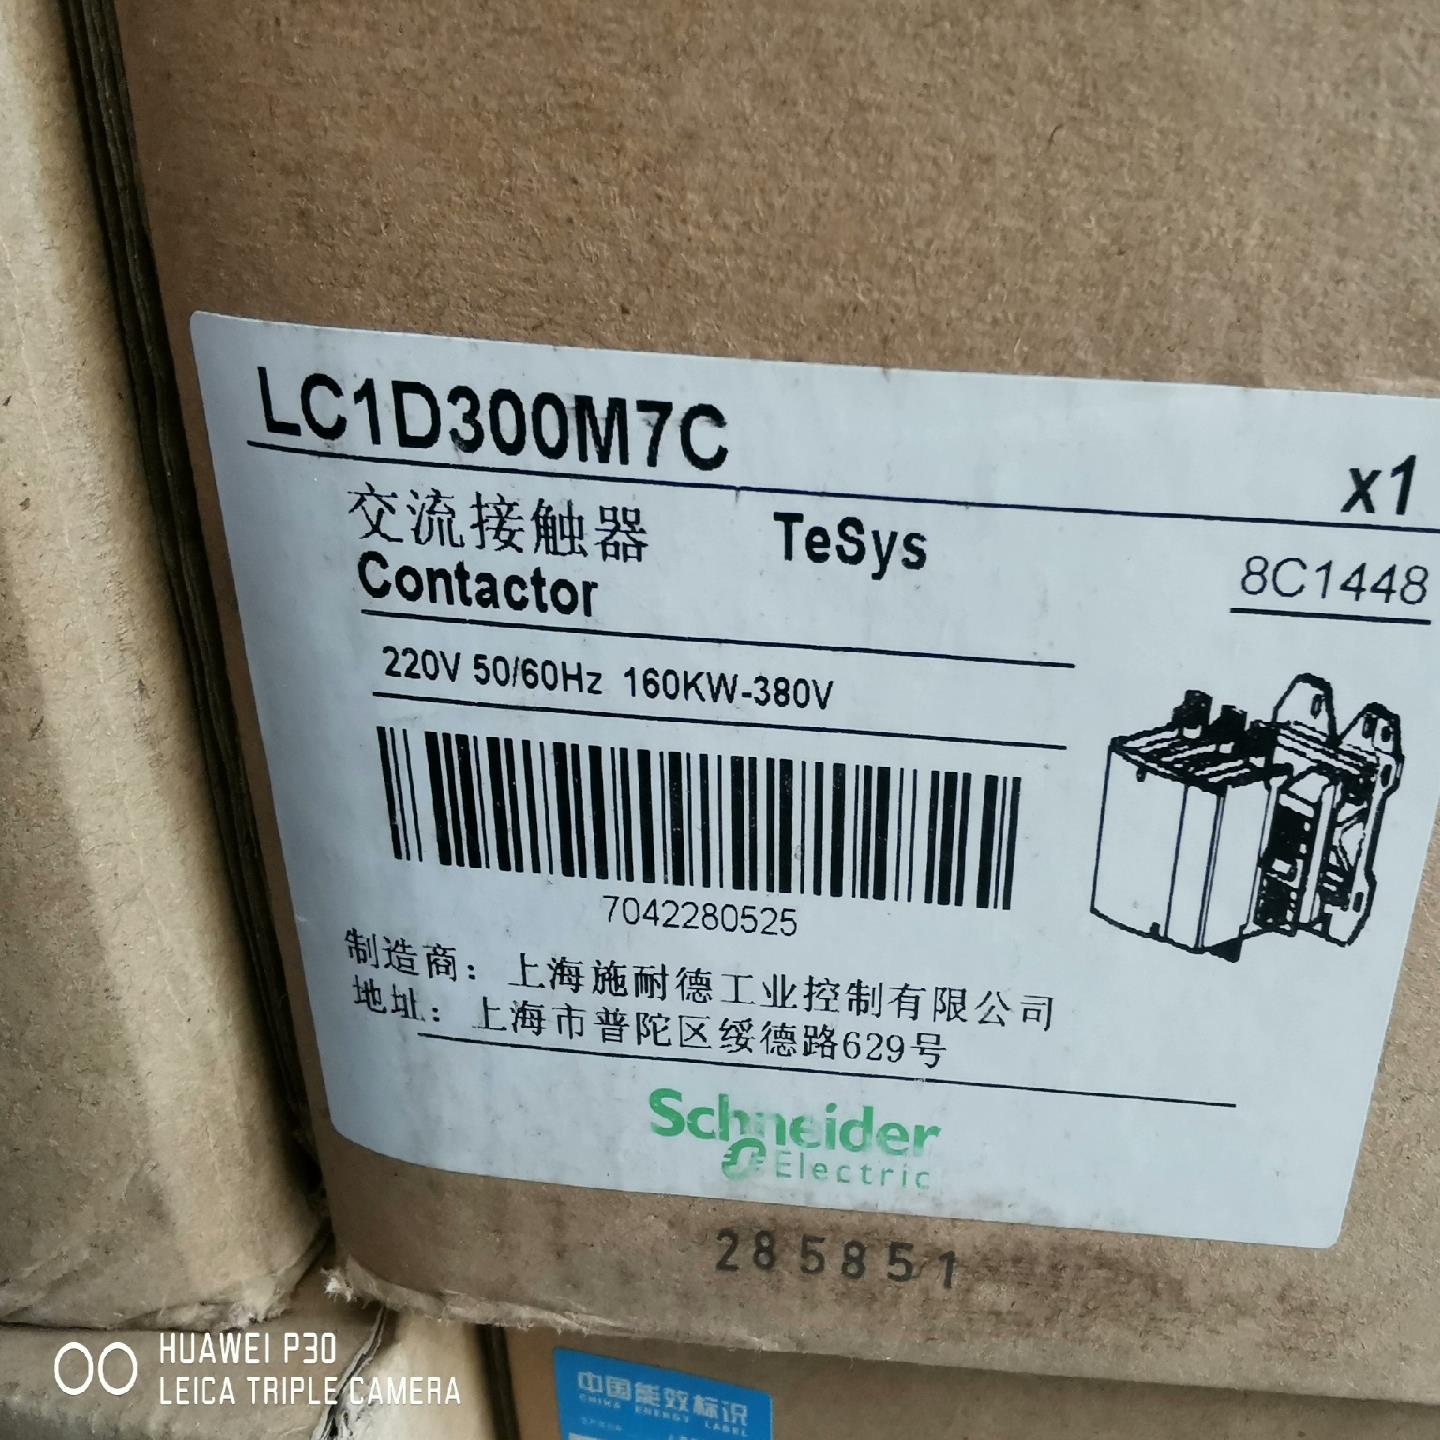 LC1D300M7C
x1
交流接触器 TeSys
8C1448
Contactor
220V 50/60Hz 160KW-380V
7042280525
制造商：上海施耐德工业控制有限公司
地址：上海市普陀区绥德路629号
Schneider
Electric
285851
HUAWEI P30
LEICA TRIPLE CAMERA
中国能效标识
CHINA ENERGY LABEL